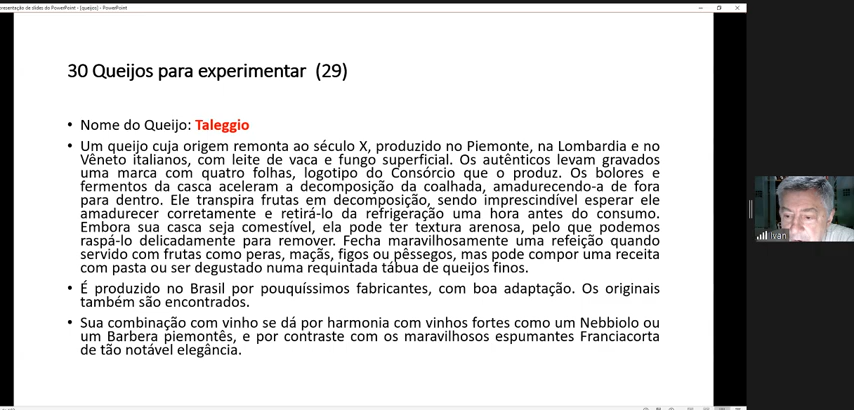 presentação de slides do PowerPoint - [queijos] - PowerPoint
30 Queijos para experimentar (29)
• Nome do Queijo: Taleggio
• Um queijo cuja origem remonta ao século X, produzido no Piemonte, na Lombardia e no
Vêneto italianos, com leite de vaca e fungo superficial. Os autênticos levam gravados
uma marca com quatro folhas, logotipo do Consórcio que o produz. Os bolores e
fermentos da casca aceleram a decomposição da coalhada, amadurecendo-a de fora
para dentro. Ele transpira frutas em decomposição, sendo imprescindível esperar ele
amadurecer corretamente e retirá-lo da refrigeração uma hora antes do consumo.
Embora sua casca seja comestível, ela pode ter textura arenosa, pelo que podemos
raspá-lo delicadamente para remover. Fecha maravilhosamente uma refeição quando
servido com frutas como peras, maçãs, figos ou pêssegos, mas pode compor uma receita
com pasta ou ser degustado numa requintada tábua de queijos finos.
• É produzido no Brasil por pouquíssimos fabricantes, com boa adaptação. Os originais
também são encontrados.
• Sua combinação com vinho se dá por harmonia com vinhos fortes como um Nebbiolo ou
um Barbera piemontês, e por contraste com os maravilhosos espumantes Franciacorta
de tão notável elegância.
Ivan